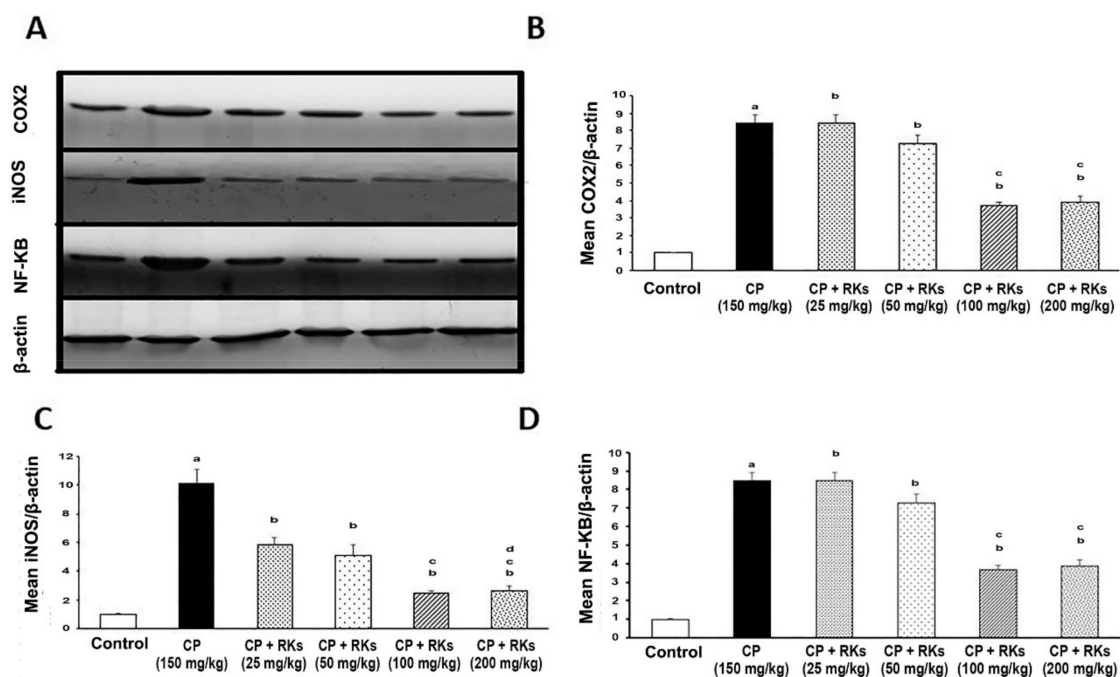 A
COX2
iNOS
NF-KB
β-actin
B
Mean COX2/β-actin
10
9
8
7
6
5
4
3
2
1
0
a
b
b
c
b
c
b
Control
CP
(150 mg/kg)
CP + RKs
(25 mg/kg)
CP + RKs
(50 mg/kg)
CP + RKs
(100 mg/kg)
CP + RKs
(200 mg/kg)
C
Mean iNOS/β-actin
12
10
8
6
4
2
0
a
b
b
c
b
d
c
b
Control
CP
(150 mg/kg)
CP + RKs
(25 mg/kg)
CP + RKs
(50 mg/kg)
CP + RKs
(100 mg/kg)
CP + RKs
(200 mg/kg)
D
Mean NF-KB/β-actin
10
9
8
7
6
5
4
3
2
1
0
a
b
b
c
b
c
b
Control
CP
(150 mg/kg)
CP + RKs
(25 mg/kg)
CP + RKs
(50 mg/kg)
CP + RKs
(100 mg/kg)
CP + RKs
(200 mg/kg)